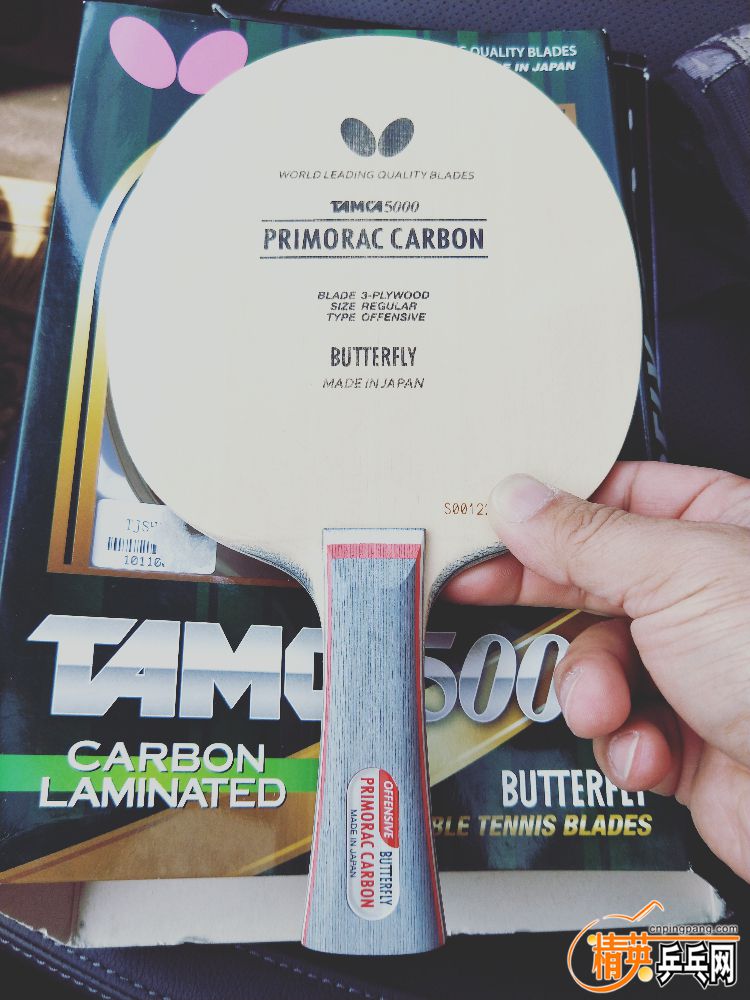 QUALITY BLADES
IN JAPAN
WORLD LEADING QUALITY BLADES
TAMCA5000
PRIMORAC CARBON
BLADE 3-PLYWOOD
SIZE REGULAR
TYPE OFFENSIVE
BUTTERFLY
MADE IN JAPAN
S00122
10110
TAMC 500
CARBON
LAMINATED
BUTTERFLY
BLE TENNIS BLADES
OFFENSIVE BUTTERFLY
PRIMORAC CARBON
MADE IN JAPAN
cnpingpang.com
精英乒乓网